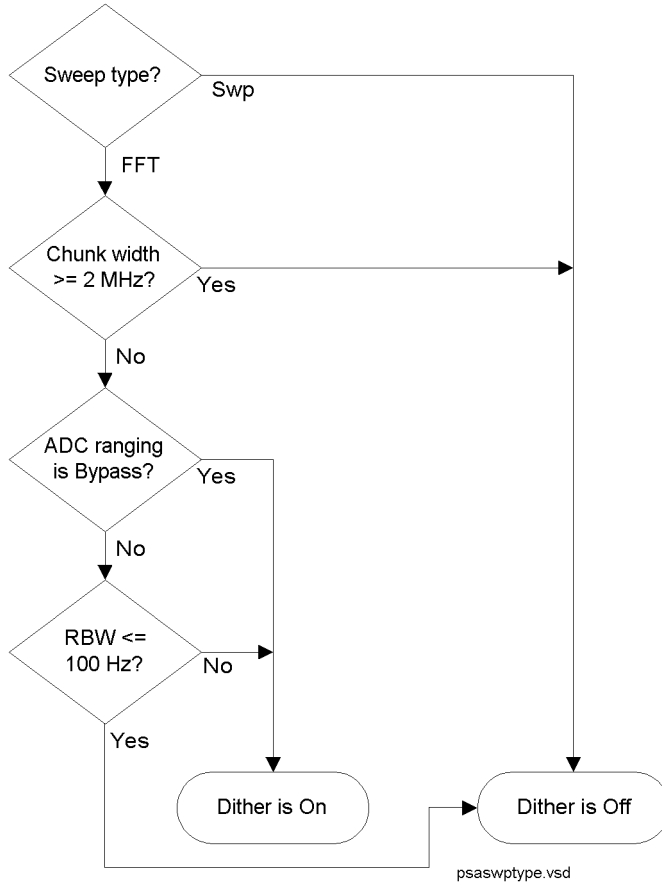 Sweep type?
Swp
FFT
Chunk width
>= 2 MHz?
Yes
No
ADC ranging
is Bypass?
Yes
No
RBW <=
100 Hz?
No
Yes
Dither is On
Dither is Off
psaswptype.vsd